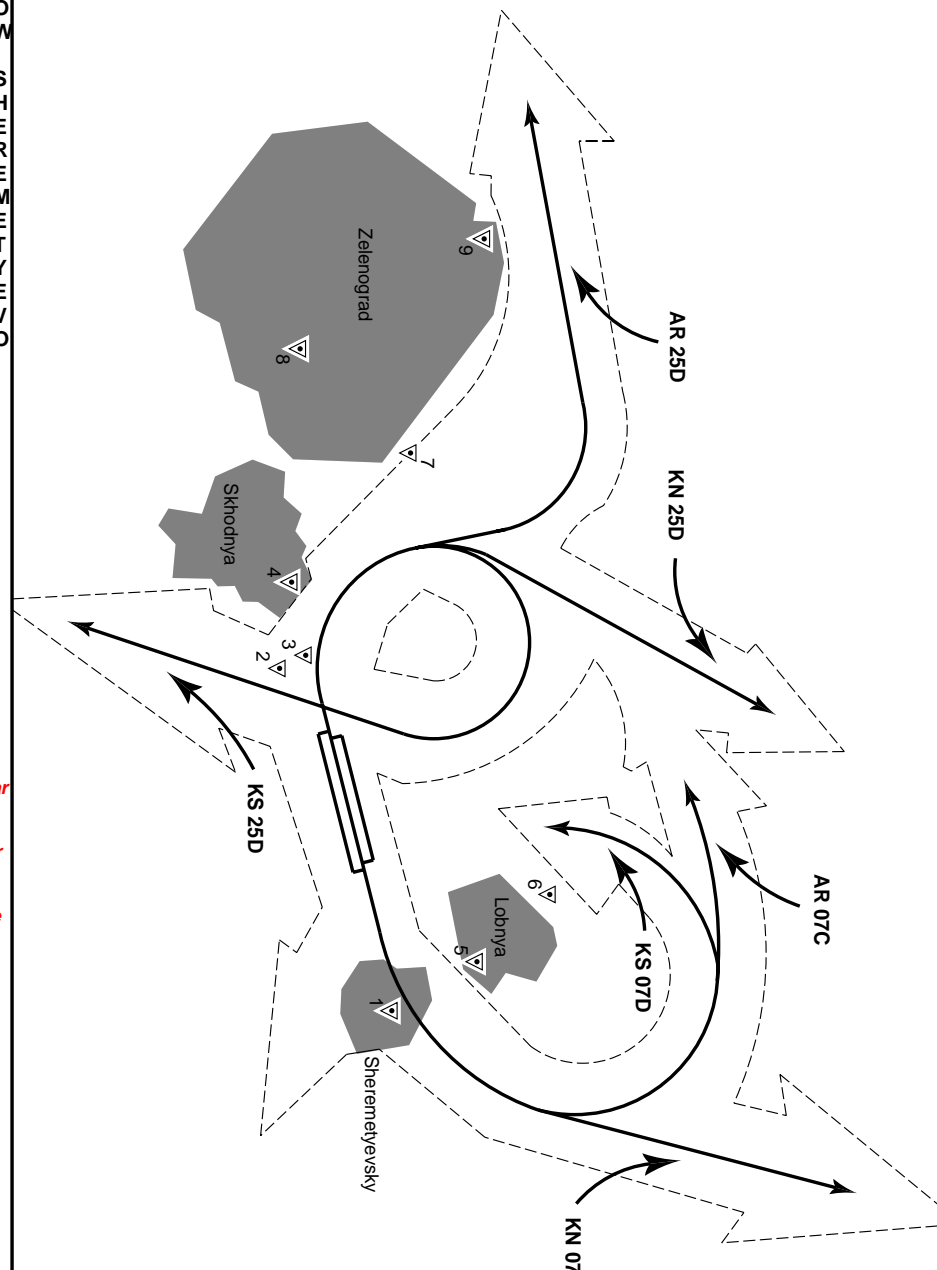 AR 25D
KN 25D
AR 07C
KS 07D
KN 07
KS 25D
Zelenograd
Skhodnya
Lobnya
Sheremetyevsky
1
2
3
4
5
6
7
8
9